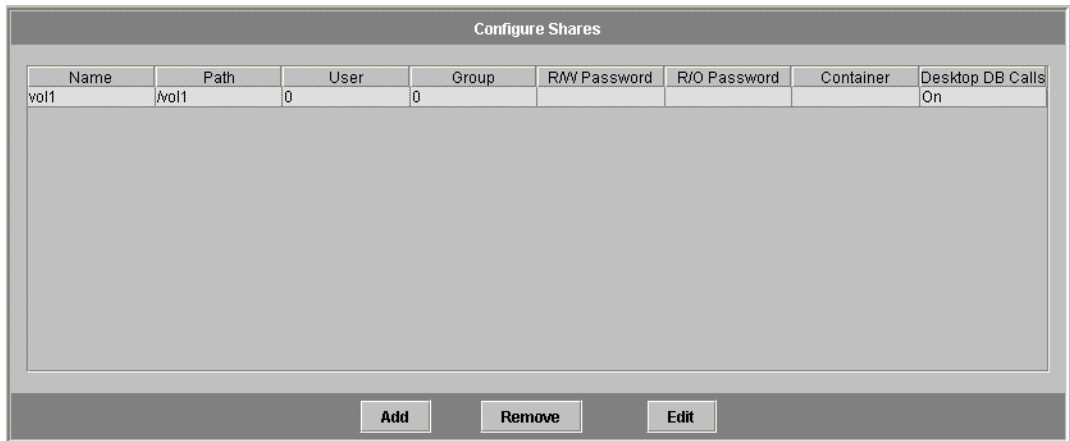 Configure Shares
Name Path User Group R/W Password R/O Password Container Desktop DB Calls
vol1 /vol1 0 0 On
Add Remove Edit